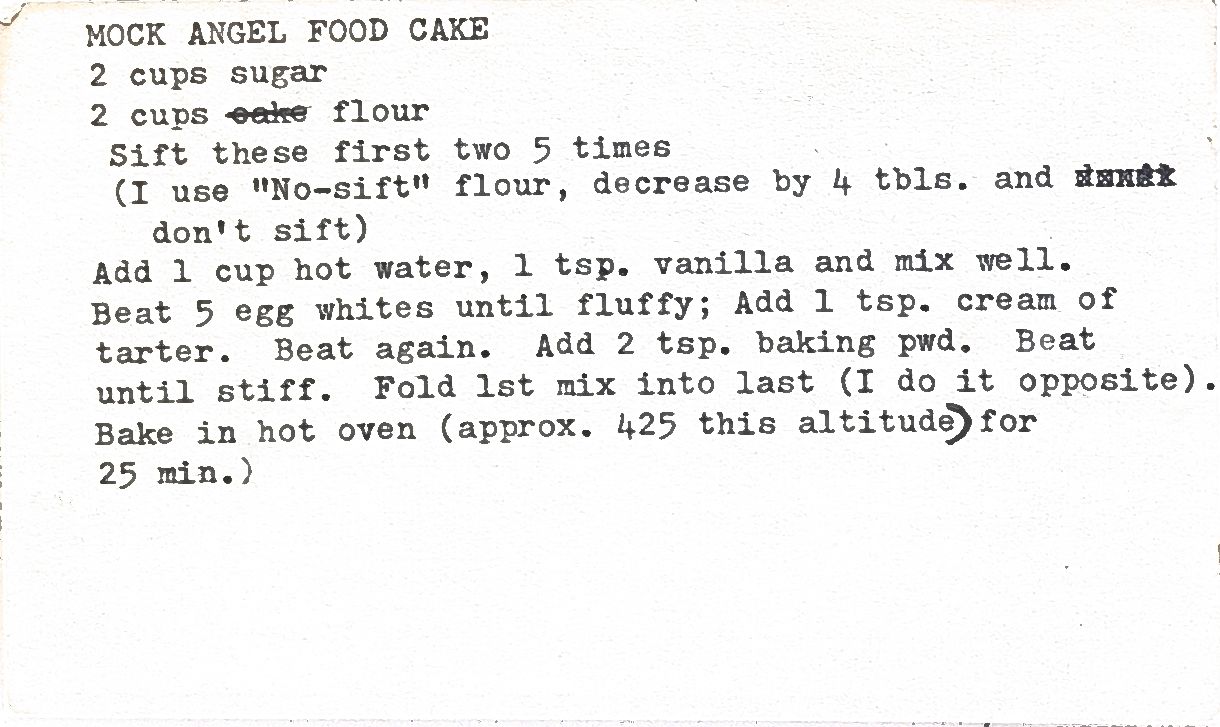 MOCK ANGEL FOOD CAKE
2 cups sugar
2 cups cake flour
Sift these first two 5 times
(I use "No-sift" flour, decrease by 4 tbls. and
don't sift)
Add 1 cup hot water, 1 tsp. vanilla and mix well.
Beat 5 egg whites until fluffy; Add 1 tsp. cream of
tarter. Beat again. Add 2 tsp. baking pwd. Beat
until stiff. Fold 1st mix into last (I do it opposite).
Bake in hot oven (approx. 425 this altitude) for
25 min.)